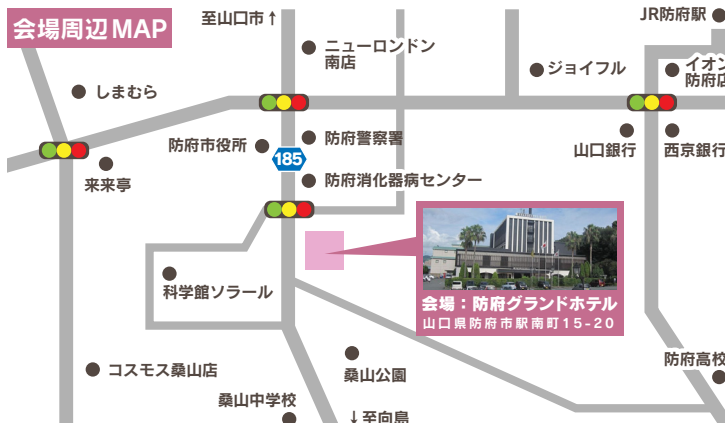 会場周辺MAP
至山口市↑
JR防府駅
ニューロンドン
南店
ジョイフル
イオン
防府店
しまむら
防府市役所
防府警察署
185
山口銀行
西京銀行
来来亭
防府消化器病センター
科学館ソラール
会場：防府グランドホテル
山口県防府市駅南町15-20
コスモス桑山店
桑山公園
防府高校
桑山中学校
↓至向島